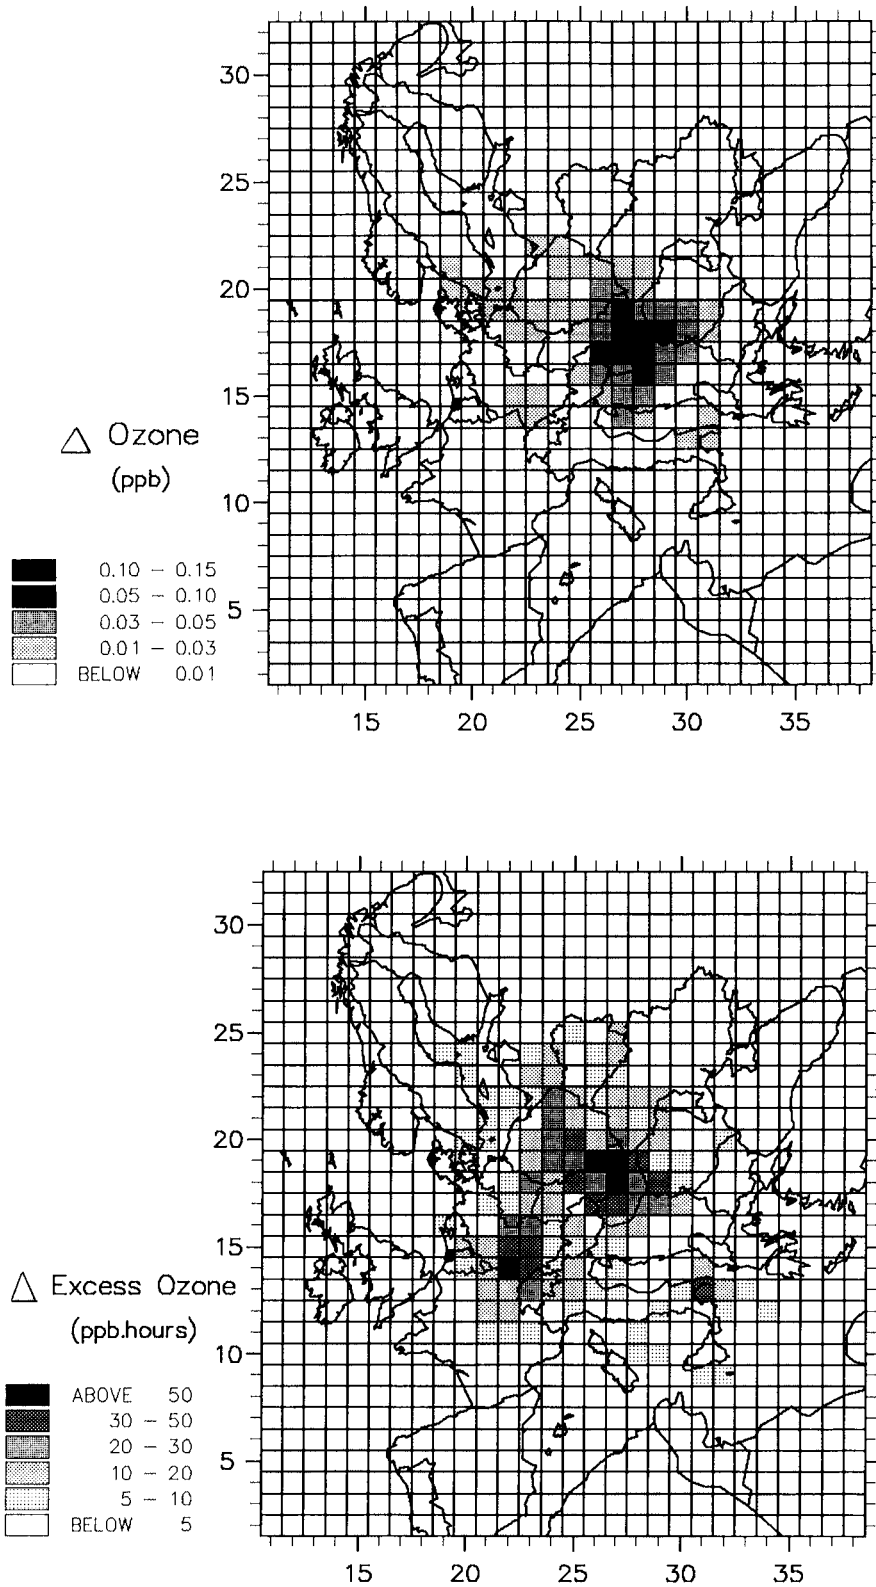 30
25
20
15
10
5
△ Ozone
(ppb)
0.10 – 0.15
0.05 – 0.10
0.03 – 0.05
0.01 – 0.03
BELOW 0.01
15 20 25 30 35
30
25
20
15
10
5
△ Excess Ozone
(ppb.hours)
ABOVE 50
30 – 50
20 – 30
10 – 20
5 – 10
BELOW 5
15 20 25 30 35